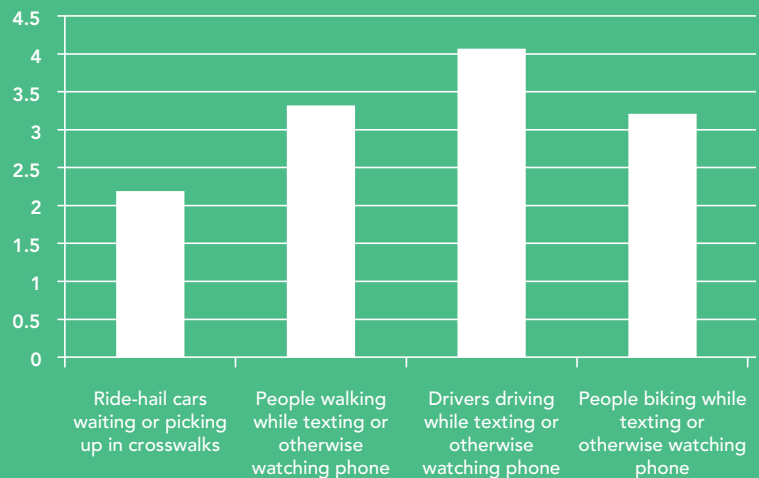 4.5
4
3.5
3
2.5
2
1.5
1
0.5
0
Ride-hail cars
waiting or picking
up in crosswalks
People walking
while texting or
otherwise
watching phone
Drivers driving
while texting or
otherwise
watching phone
People biking while
texting or
otherwise watching
phone